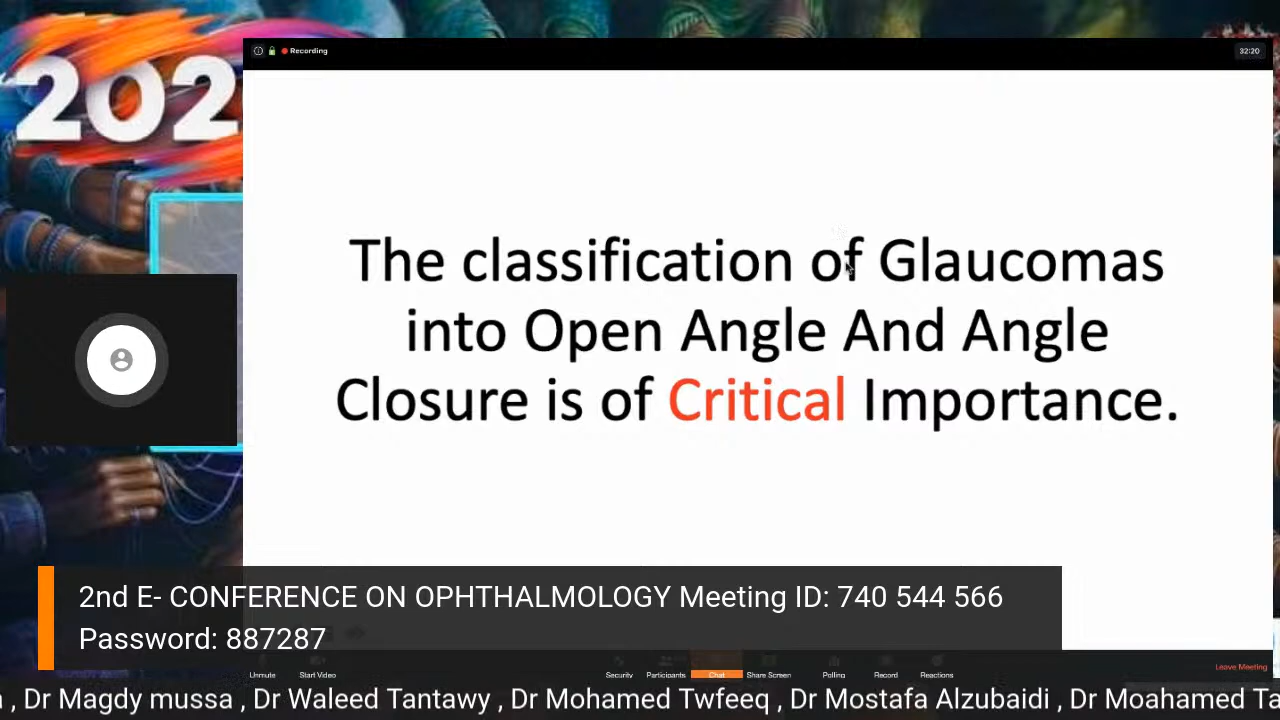 202
Recording
32:20
The classification of Glaucomas
into Open Angle And Angle
Closure is of Critical Importance.
2nd E- CONFERENCE ON OPHTHALMOLOGY Meeting ID: 740 544 566
Password: 887287
Unmute Start Video Security Participants Chat Share Screen Polling Record Reactions Leave Meeting
, Dr Magdy mussa , Dr Waleed Tantawy , Dr Mohamed Twfeeq , Dr Mostafa Alzubaidi , Dr Moahamed